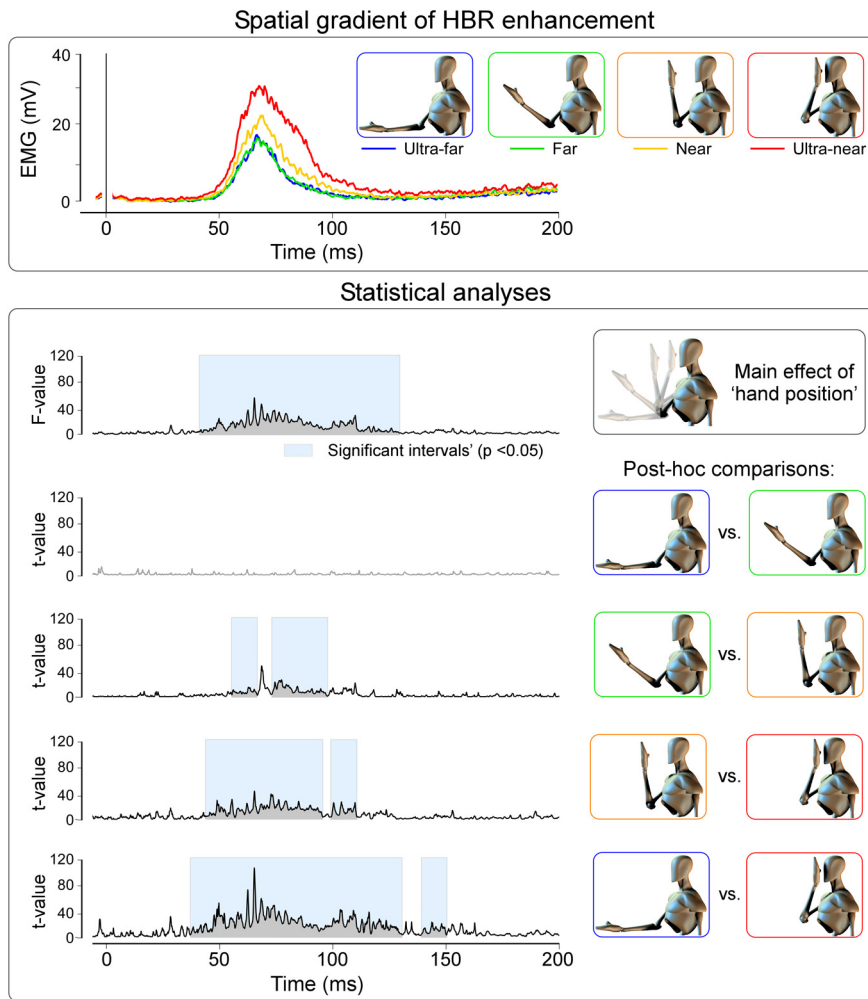 Spatial gradient of HBR enhancement
40
20
0
EMG (mV)
Ultra-far
Far
Near
Ultra-near
0
50
100
150
200
Time (ms)
Statistical analyses
120
80
40
0
F-value
Significant intervals’ (p <0.05)
Main effect of
‘hand position’
Post-hoc comparisons:
120
80
40
0
t-value
vs.
120
80
40
0
t-value
vs.
120
80
40
0
t-value
vs.
120
80
40
0
t-value
vs.
0
50
100
150
200
Time (ms)